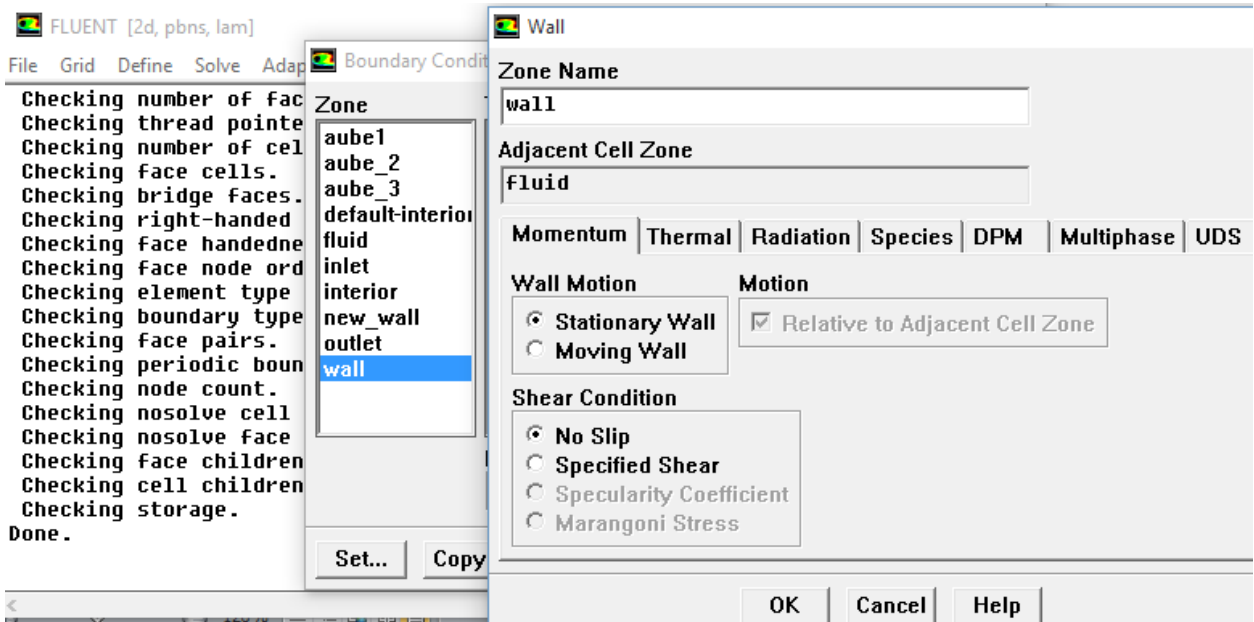 FLUENT [2d, pbns, lam]
File Grid Define Solve Adap
Checking number of fac
Checking thread pointe
Checking number of cel
Checking face cells.
Checking bridge faces.
Checking right-handed
Checking face handedne
Checking face node ord
Checking element type
Checking boundary type
Checking face pairs.
Checking periodic boun
Checking node count.
Checking nosolve cell
Checking nosolve face
Checking face children
Checking cell children
Checking storage.
Done.
Boundary Condit
Zone
aube1
aube_2
aube_3
default-interior
fluid
inlet
interior
new_wall
outlet
wall
Set... Copy
Wall
Zone Name
wall
Adjacent Cell Zone
fluid
Momentum Thermal Radiation Species DPM Multiphase UDS
Wall Motion Motion
Stationary Wall Relative to Adjacent Cell Zone
Moving Wall
Shear Condition
No Slip
Specified Shear
Specularity Coefficient
Marangoni Stress
OK Cancel Help